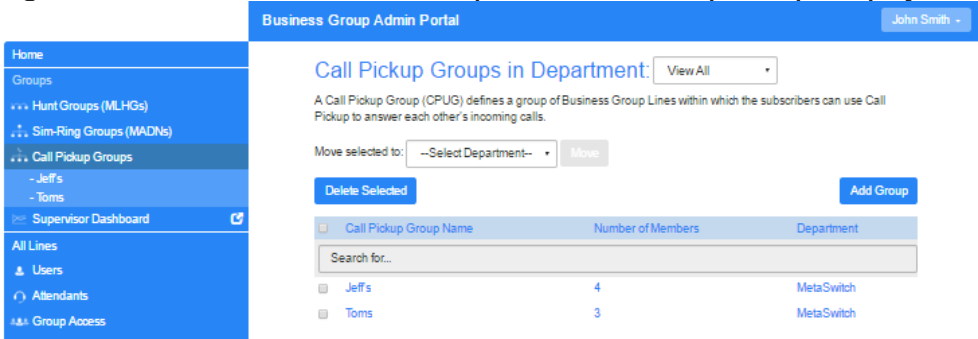 Business Group Admin Portal
John Smith
Home
Groups
Hunt Groups (MLHGs)
Sim-Ring Groups (MADNs)
Call Pickup Groups
- Jeff's
- Toms
Supervisor Dashboard
All Lines
Users
Attendants
Group Access
Call Pickup Groups in Department: View All
A Call Pickup Group (CPUG) defines a group of Business Group Lines within which the subscribers can use Call
Pickup to answer each other's incoming calls.
Move selected to: --Select Department-- Move
Delete Selected Add Group
Call Pickup Group Name Number of Members Department
Search for...
Jeff's 4 MetaSwitch
Toms 3 MetaSwitch